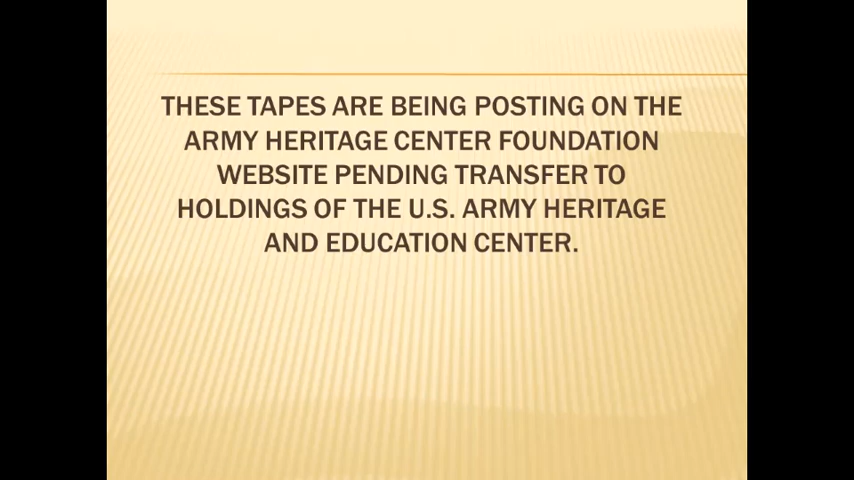 THESE TAPES ARE BEING POSTING ON THE
ARMY HERITAGE CENTER FOUNDATION
WEBSITE PENDING TRANSFER TO
HOLDINGS OF THE U.S. ARMY HERITAGE
AND EDUCATION CENTER.